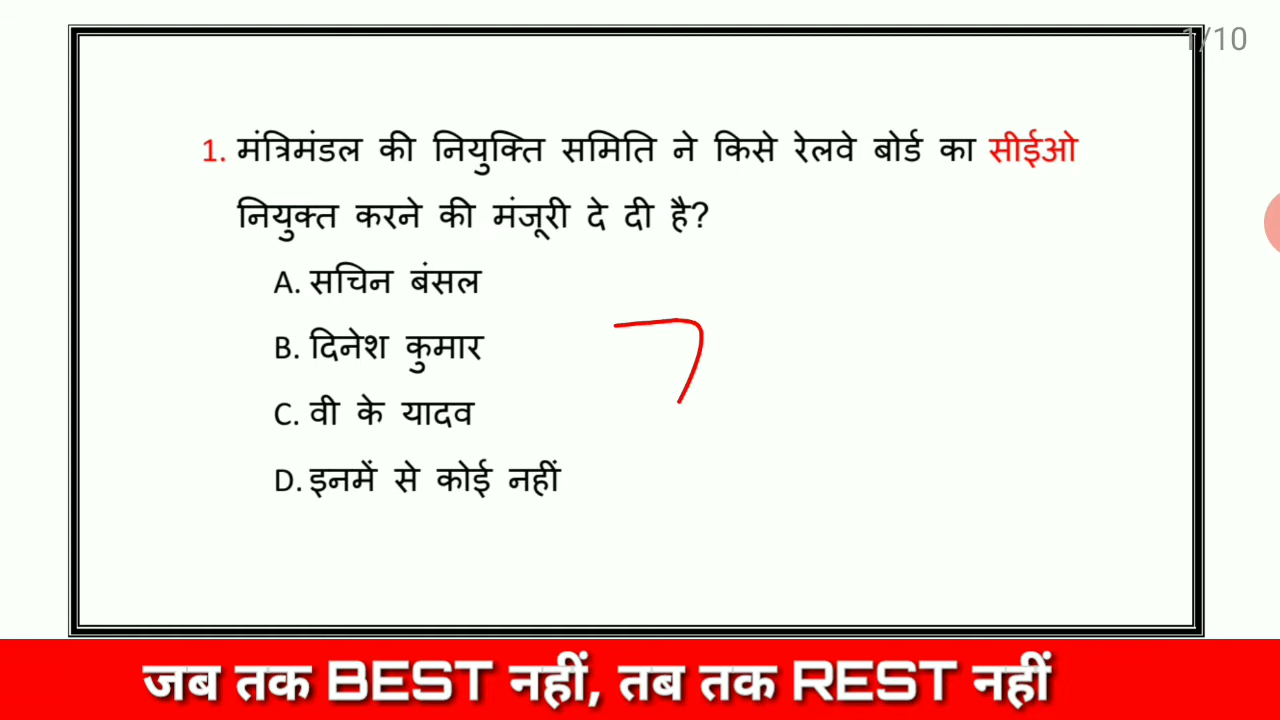 1/10
1. मंत्रिमंडल की नियुक्ति समिति ने किसे रेलवे बोर्ड का सीईओ
नियुक्त करने की मंजूरी दे दी है?
A. सचिन बंसल
B. दिनेश कुमार
C. वी के यादव
D. इनमें से कोई नहीं
जब तक BEST नहीं, तब तक REST नहीं